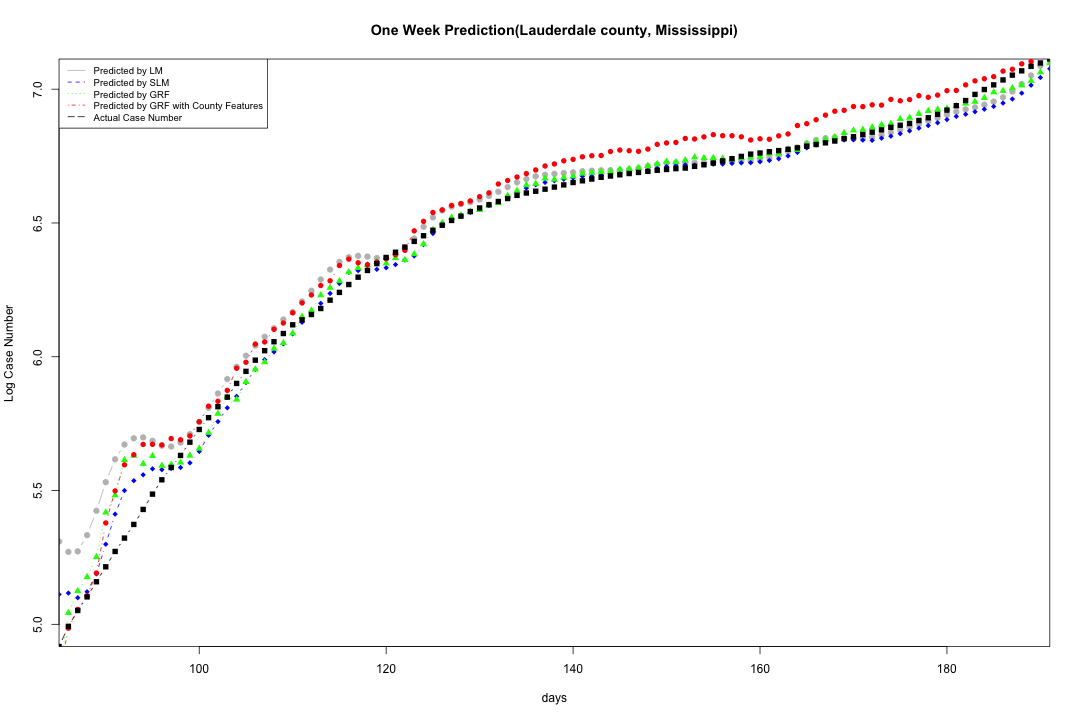 One Week Prediction(Lauderdale county, Mississippi)
Predicted by LM
Predicted by SLM
Predicted by GRF
Predicted by GRF with County Features
Actual Case Number
7.0
6.5
6.0
5.5
5.0
Log Case Number
100 120 140 160 180
days